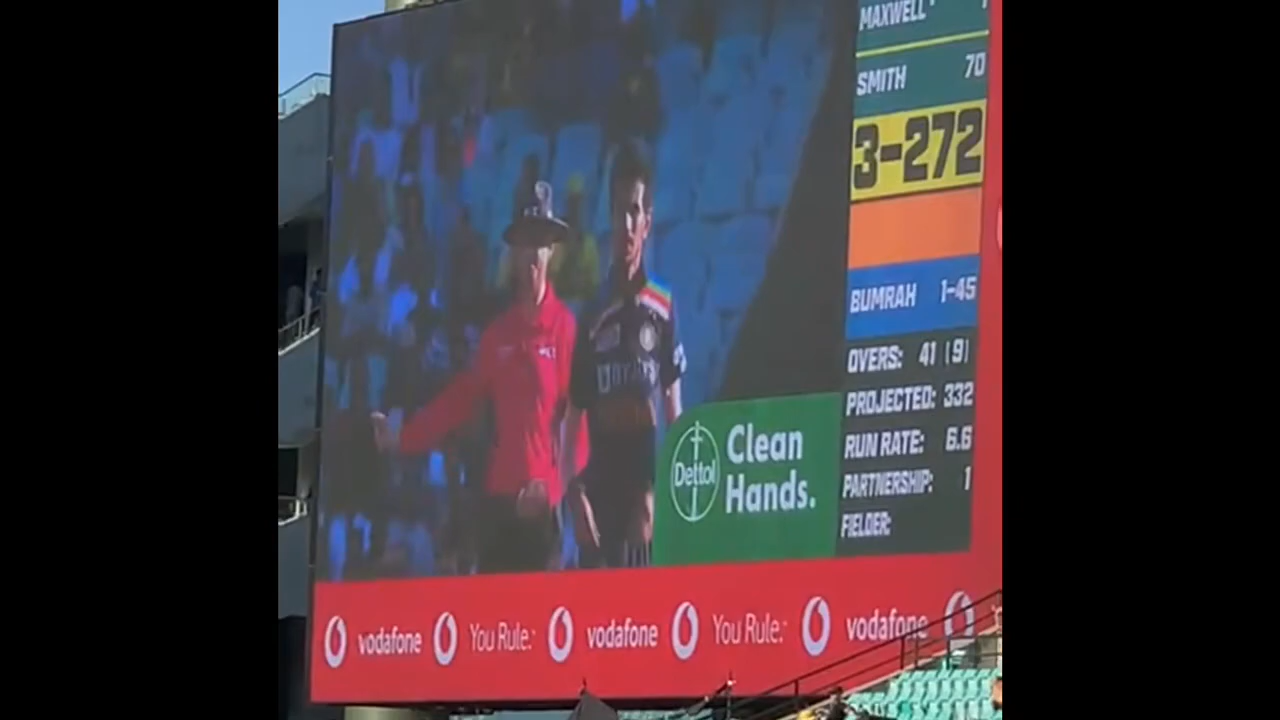 MAXWELL*
SMITH 70
3-272
BUMRAH 1-45
OVERS: 41 (9)
PROJECTED: 332
RUN RATE: 6.6
PARTNERSHIP: 1
FIELDER:
Dettol
Clean
Hands.
vodafone You Rule. vodafone You Rule. vodafone